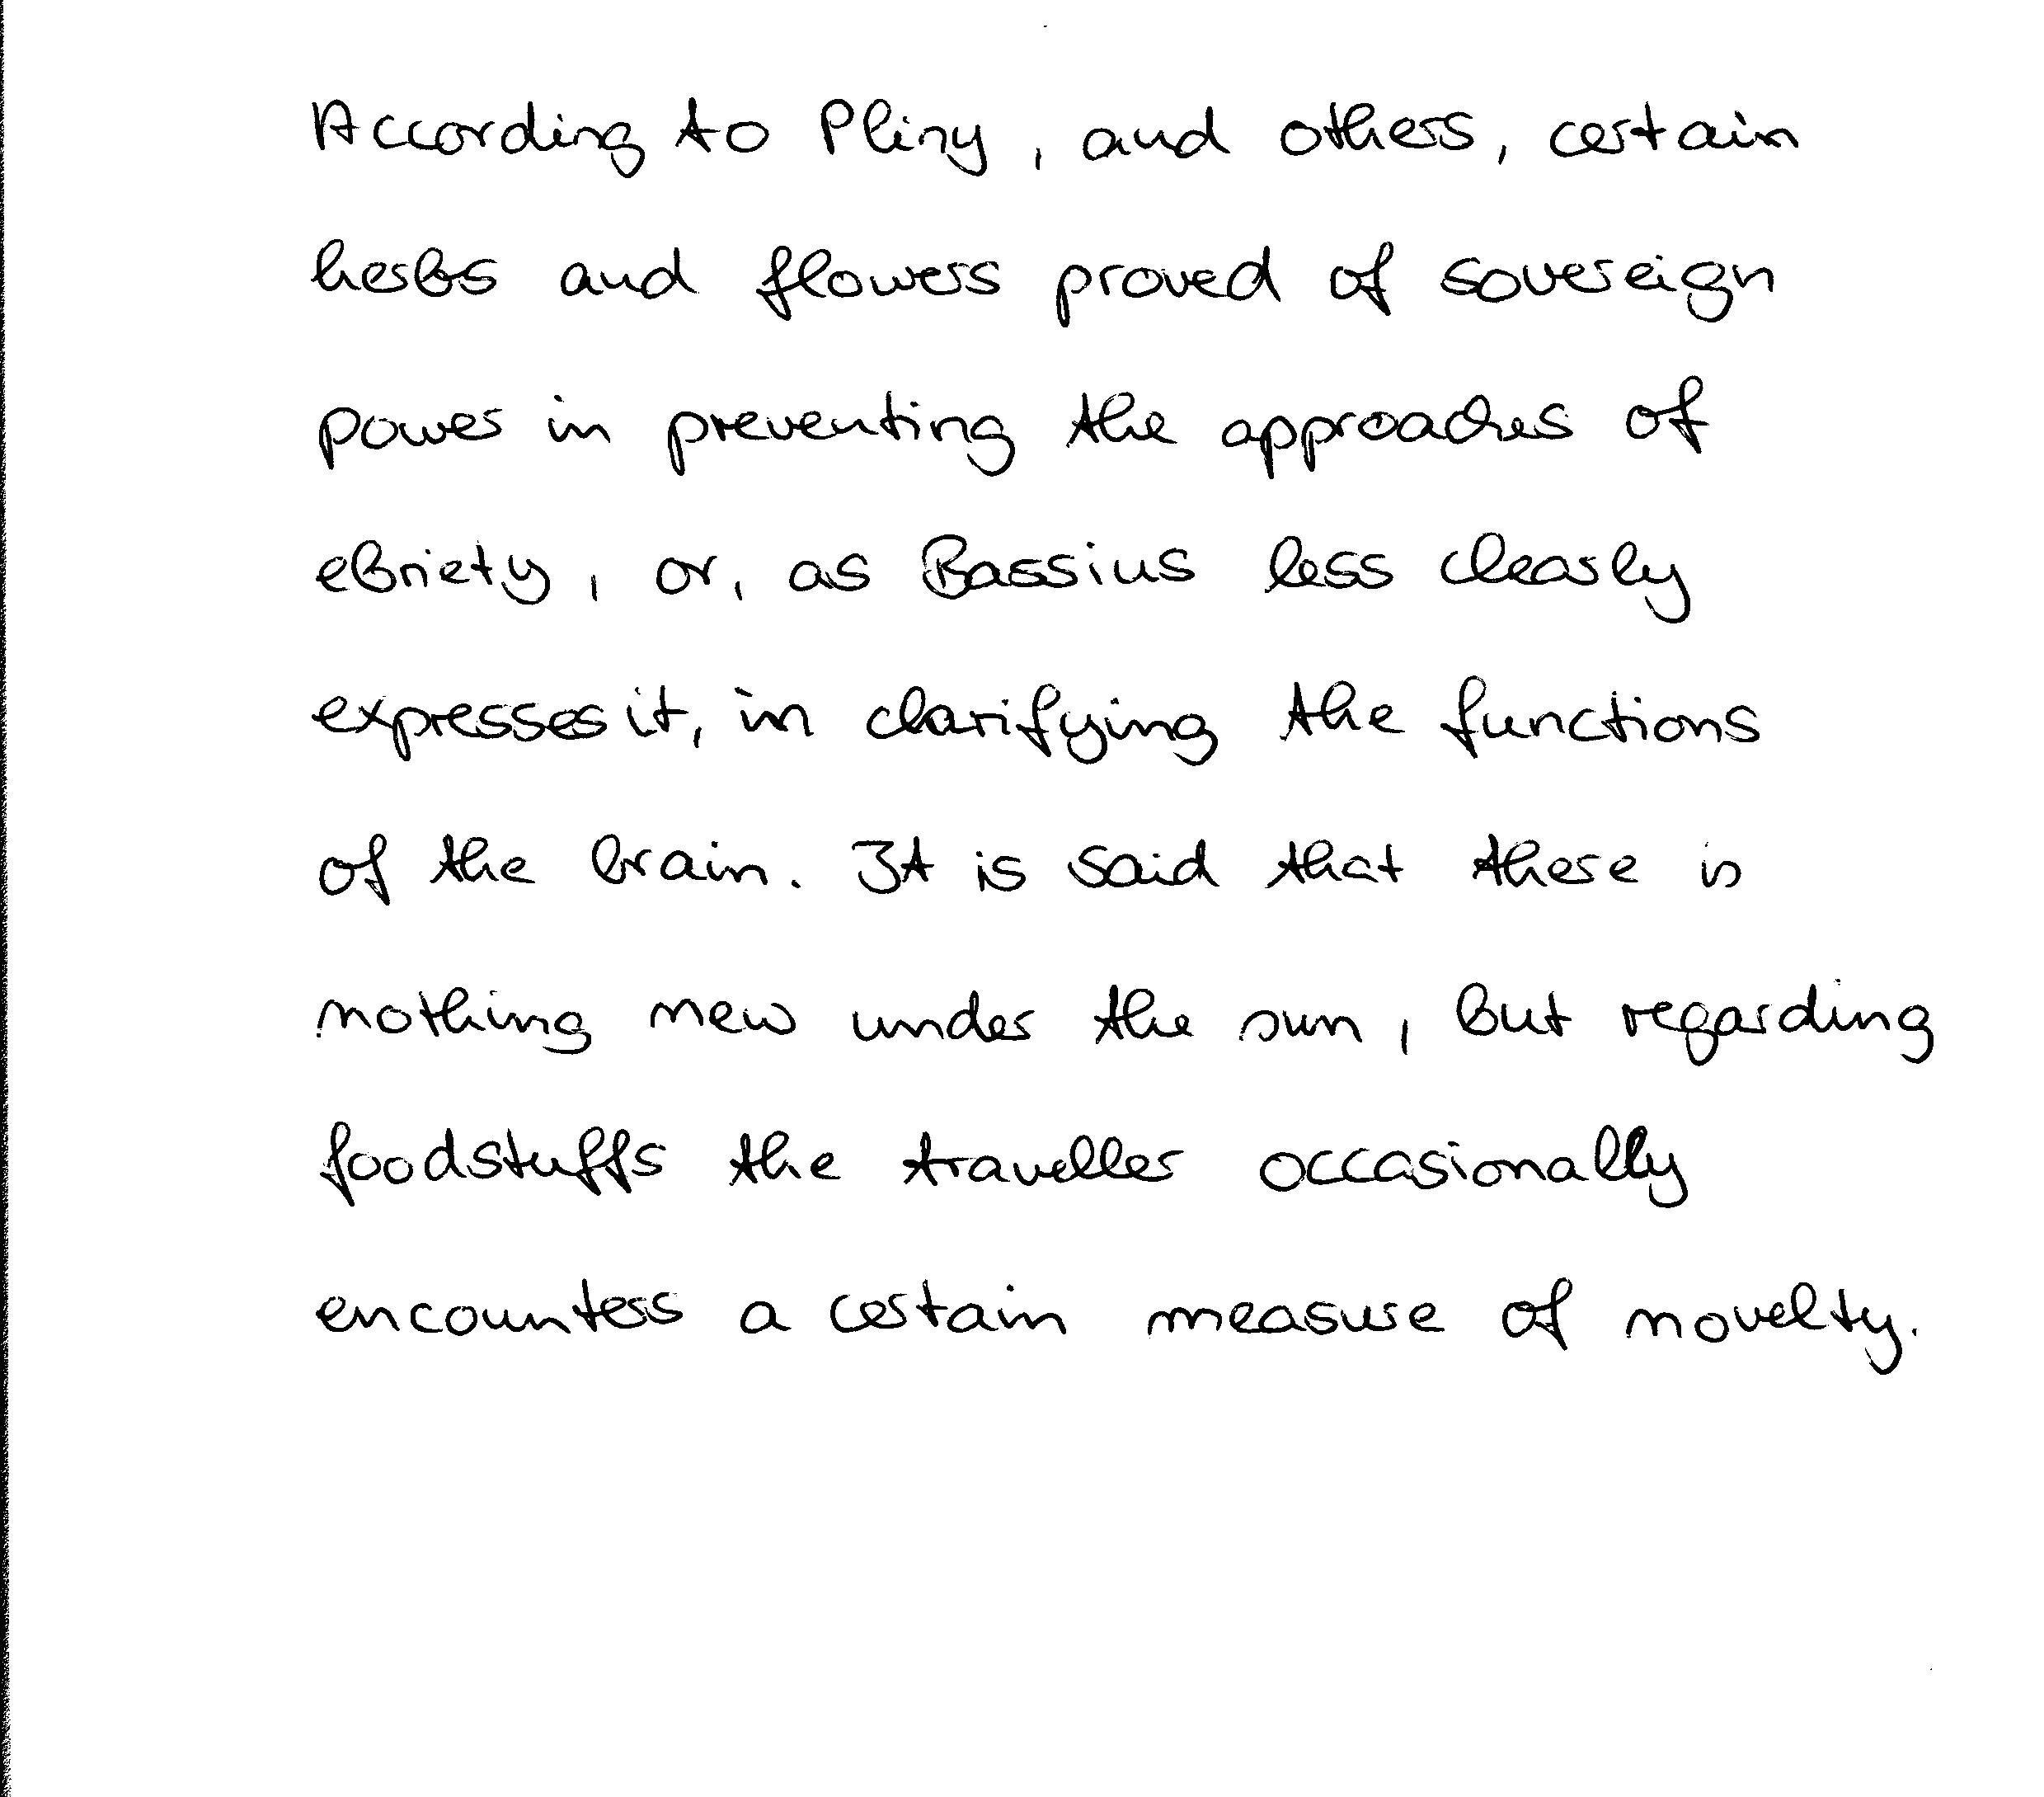 According to Pliny, and others, certain
herbs and flowers proved of sovereign
power in preventing the approaches of
ebriety, or, as Bassius less clearly
expresses it, in clarifying the functions
of the brain. It is said that there is
nothing new under the sun, but regarding
foodstuffs the traveller occasionally
encounters a certain measure of novelty.